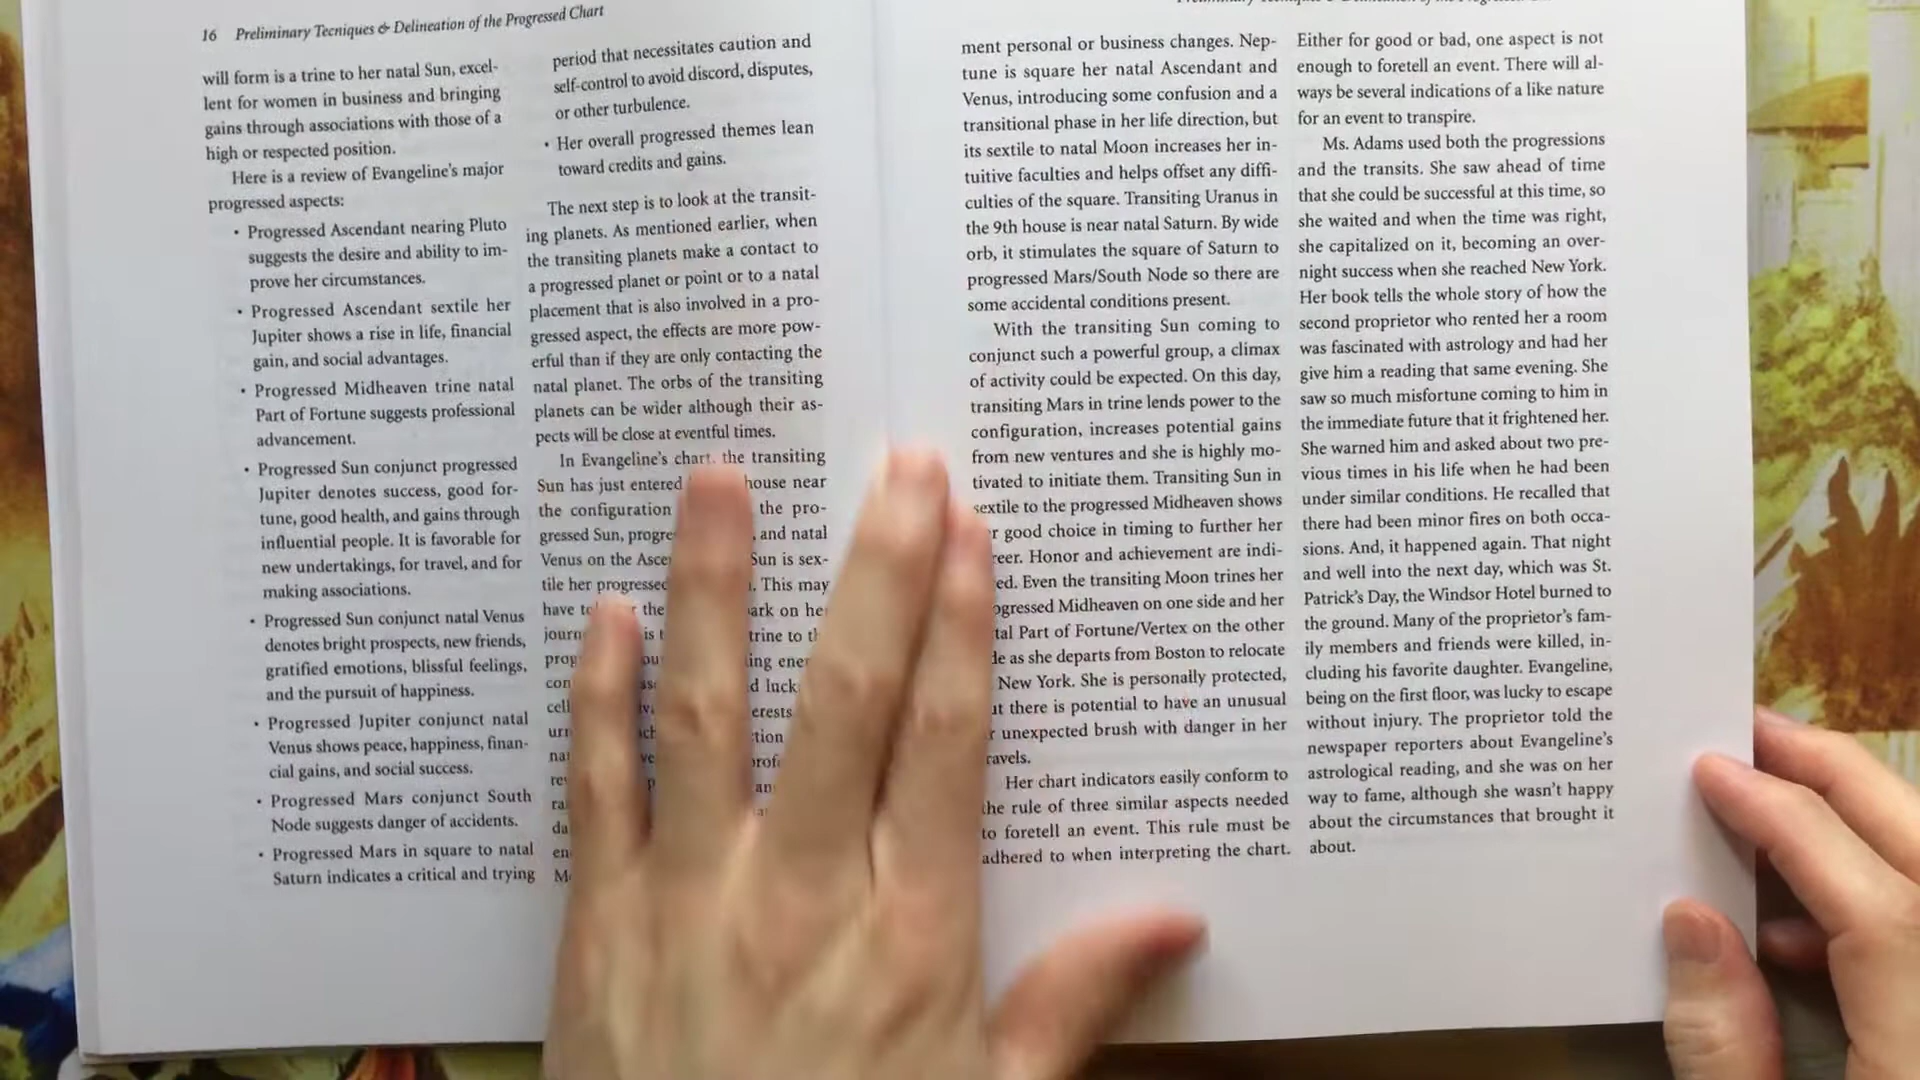 16 Preliminary Tecniques & Delineation of the Progressed Chart
will form is a trine to her natal Sun, excel-
lent for women in business and bringing
gains through associations with those of a
high or respected position.
Here is a review of Evangeline's major
progressed aspects:
• Progressed Ascendant nearing Pluto
suggests the desire and ability to im-
prove her circumstances.
• Progressed Ascendant sextile her
Jupiter shows a rise in life, financial
gain, and social advantages.
• Progressed Midheaven trine natal
Part of Fortune suggests professional
advancement.
• Progressed Sun conjunct progressed
Jupiter denotes success, good for-
tune, good health, and gains through
influential people. It is favorable for
new undertakings, for travel, and for
making associations.
• Progressed Sun conjunct natal Venus
denotes bright prospects, new friends,
gratified emotions, blissful feelings,
and the pursuit of happiness.
• Progressed Jupiter conjunct natal
Venus shows peace, happiness, finan-
cial gains, and social success.
• Progressed Mars conjunct South
Node suggests danger of accidents.
• Progressed Mars in square to natal
Saturn indicates a critical and trying
period that necessitates caution and
self-control to avoid discord, disputes,
or other turbulence.
• Her overall progressed themes lean
toward credits and gains.
The next step is to look at the transit-
ing planets. As mentioned earlier, when
the transiting planets make a contact to
a progressed planet or point or to a natal
placement that is also involved in a pro-
gressed aspect, the effects are more pow-
erful than if they are only contacting the
natal planet. The orbs of the transiting
planets can be wider although their as-
pects will be close at eventful times.
In Evangeline's chart, the transiting
Sun has just entered house near
the configuration the pro-
gressed Sun, and natal
Venus on the Sun is sex-
tile her progressed This may
have the on her
is trine to
ment personal or business changes. Nep-
tune is square her natal Ascendant and
Venus, introducing some confusion and a
transitional phase in her life direction, but
its sextile to natal Moon increases her in-
tuitive faculties and helps offset any diffi-
culties of the square. Transiting Uranus in
the 9th house is near natal Saturn. By wide
orb, it stimulates the square of Saturn to
progressed Mars/South Node so there are
some accidental conditions present.
With the transiting Sun coming to
conjunct such a powerful group, a climax
of activity could be expected. On this day,
transiting Mars in trine lends power to the
configuration, increases potential gains
from new ventures and she is highly mo-
tivated to initiate them. Transiting Sun in
sextile to the progressed Midheaven shows
good choice in timing to further her
Honor and achievement are indi-
Even the transiting Moon trines her
Midheaven on one side and her
Part of Fortune/Vertex on the other
as she departs from Boston to relocate
New York. She is personally protected,
there is potential to have an unusual
unexpected brush with danger in her
travels.
Her chart indicators easily conform to
the rule of three similar aspects needed
to foretell an event. This rule must be
adhered to when interpreting the chart.
Either for good or bad, one aspect is not
enough to foretell an event. There will al-
ways be several indications of a like nature
for an event to transpire.
Ms. Adams used both the progressions
and the transits. She saw ahead of time
that she could be successful at this time, so
she waited and when the time was right,
she capitalized on it, becoming an over-
night success when she reached New York.
Her book tells the whole story of how the
second proprietor who rented her a room
was fascinated with astrology and had her
give him a reading that same evening. She
saw so much misfortune coming to him in
the immediate future that it frightened her.
She warned him and asked about two pre-
vious times in his life when he had been
under similar conditions. He recalled that
there had been minor fires on both occa-
sions. And, it happened again. That night
and well into the next day, which was St.
Patrick's Day, the Windsor Hotel burned to
the ground. Many of the proprietor's fam-
ily members and friends were killed, in-
cluding his favorite daughter. Evangeline,
being on the first floor, was lucky to escape
without injury. The proprietor told the
newspaper reporters about Evangeline's
astrological reading, and she was on her
way to fame, although she wasn't happy
about the circumstances that brought it
about.